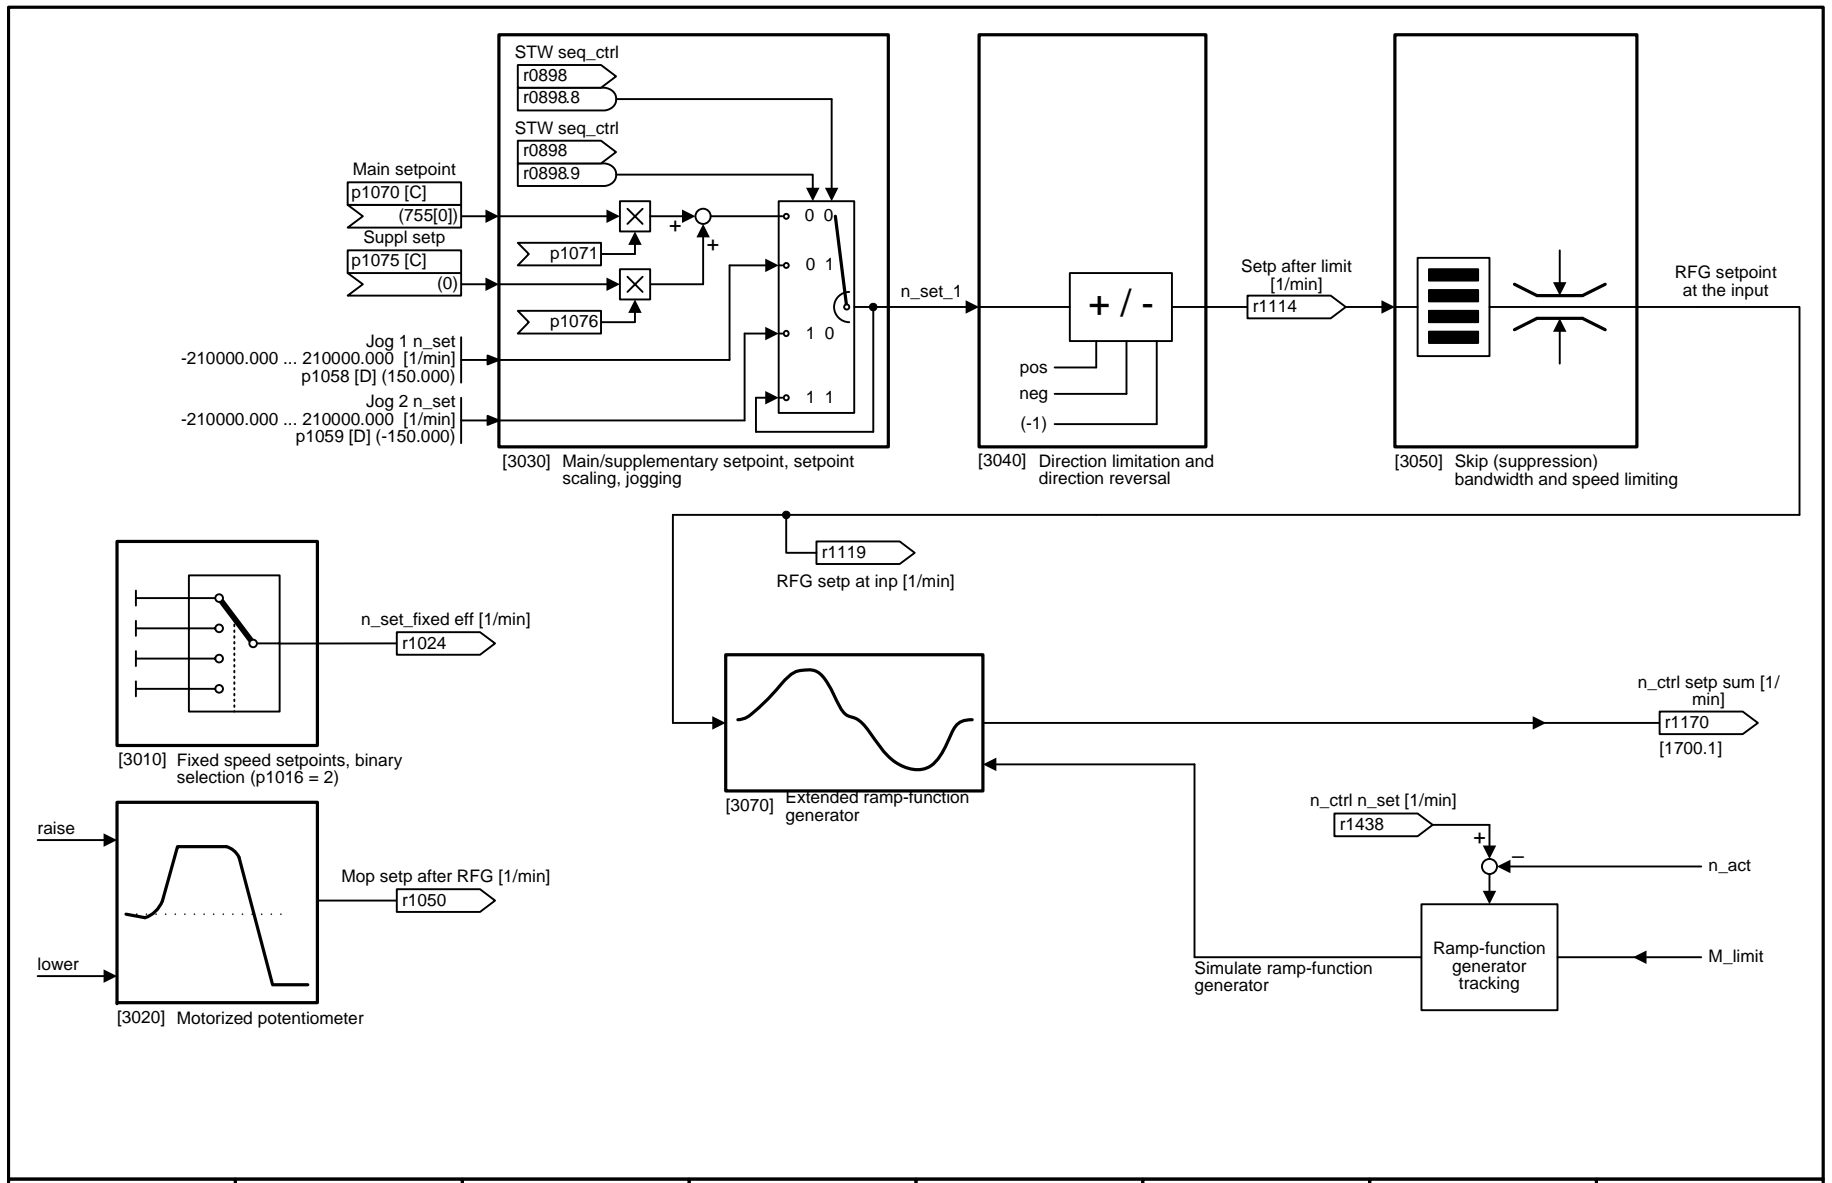 STW seq_ctrl
r0898
r0898.8
STW seq_ctrl
r0898
r0898.9
Main setpoint
p1070 [C]
(755[0])
Suppl setp
p1075 [C]
(0)
p1071
p1076
+
+
0 0
0 1
1 0
1 1
Jog 1 n_set
-210000.000 ... 210000.000 [1/min]
p1058 [D] (150.000)
Jog 2 n_set
-210000.000 ... 210000.000 [1/min]
p1059 [D] (-150.000)
[3030] Main/supplementary setpoint, setpoint
scaling, jogging
n_set_1
+ / -
pos
neg
(-1)
[3040] Direction limitation and
direction reversal
Setp after limit
[1/min]
r1114
[3050] Skip (suppression)
bandwidth and speed limiting
RFG setpoint
at the input
r1119
RFG setp at inp [1/min]
n_set_fixed eff [1/min]
r1024
[3010] Fixed speed setpoints, binary
selection (p1016 = 2)
[3070] Extended ramp-function
generator
n_ctrl setp sum [1/
min]
r1170
[1700.1]
raise
lower
Mop setp after RFG [1/min]
r1050
[3020] Motorized potentiometer
n_ctrl n_set [1/min]
r1438
+
–
n_act
Ramp-function
generator
tracking
M_limit
Simulate ramp-function
generator